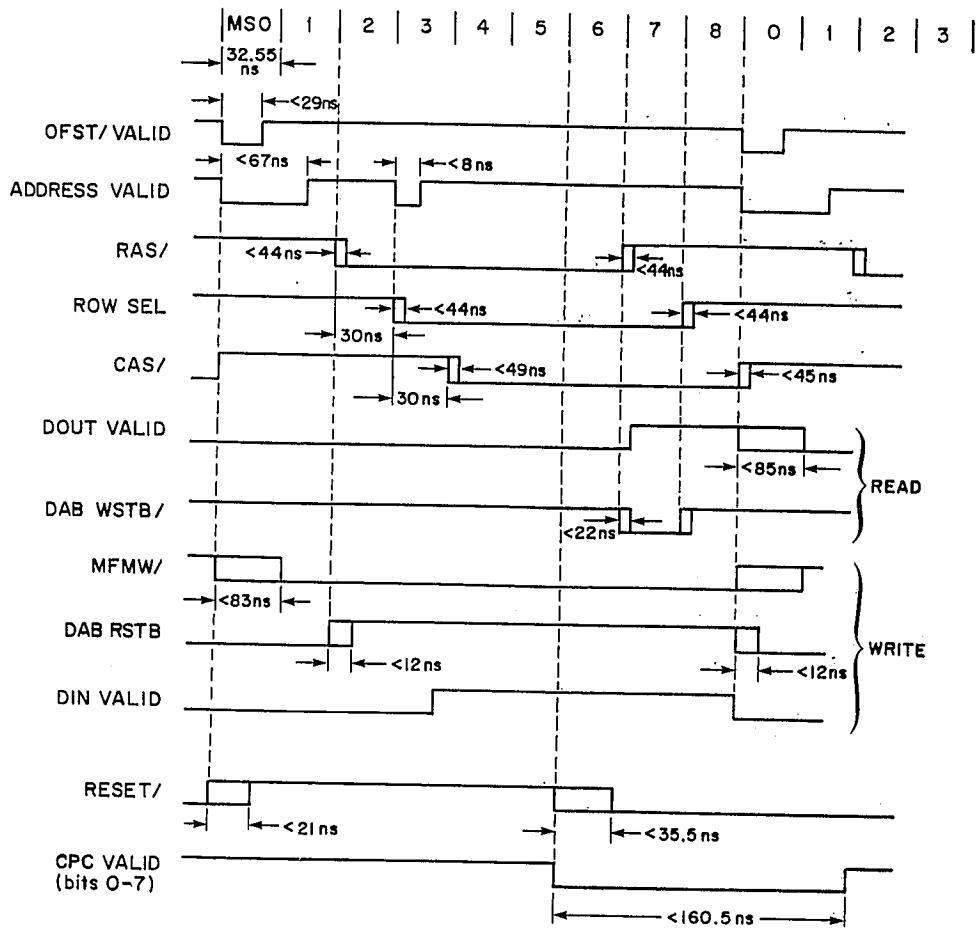 MSO 1 2 3 4 5 6 7 8 0 1 2 3
32.55
ns
<29ns
OFST/VALID
<67ns <8ns
ADDRESS VALID
RAS/
<44ns <44ns
ROW SEL
<44ns <44ns
30ns
CAS/
<49ns <45ns
30ns
DOUT VALID
<85ns
READ
DAB WSTB/
<22ns
MFMW/
<83ns
DAB RSTB
<12ns <12ns
WRITE
DIN VALID
RESET/
<21ns <35.5ns
CPC VALID
(bits 0-7)
<160.5ns